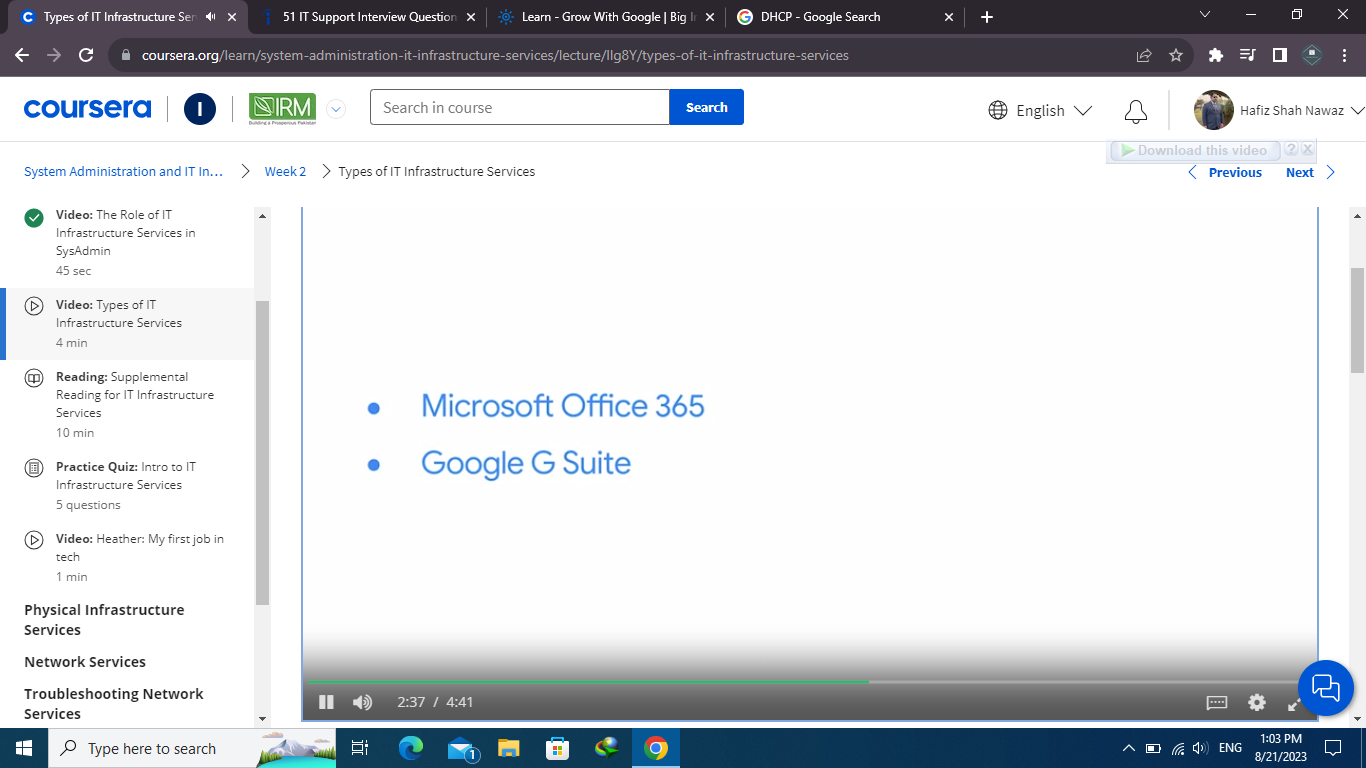 Types of IT Infrastructure Ser
51 IT Support Interview Question
Learn - Grow With Google | Big I
DHCP - Google Search
coursera.org/learn/system-administration-it-infrastructure-services/lecture/llg8Y/types-of-it-infrastructure-services
coursera
I
IRM
Search in course
Search
English
Hafiz Shah Nawaz
Download this video
?
System Administration and IT In...
Week 2
Types of IT Infrastructure Services
Previous
Next
Video: The Role of IT
Infrastructure Services in
SysAdmin
45 sec
Video: Types of IT
Infrastructure Services
4 min
Reading: Supplemental
Reading for IT Infrastructure
Services
10 min
Practice Quiz: Intro to IT
Infrastructure Services
5 questions
Video: Heather: My first job in
tech
1 min
Physical Infrastructure
Services
Network Services
Troubleshooting Network
Services
• Microsoft Office 365
• Google G Suite
2:37 / 4:41
Type here to search
1
ENG
1:03 PM
8/21/2023